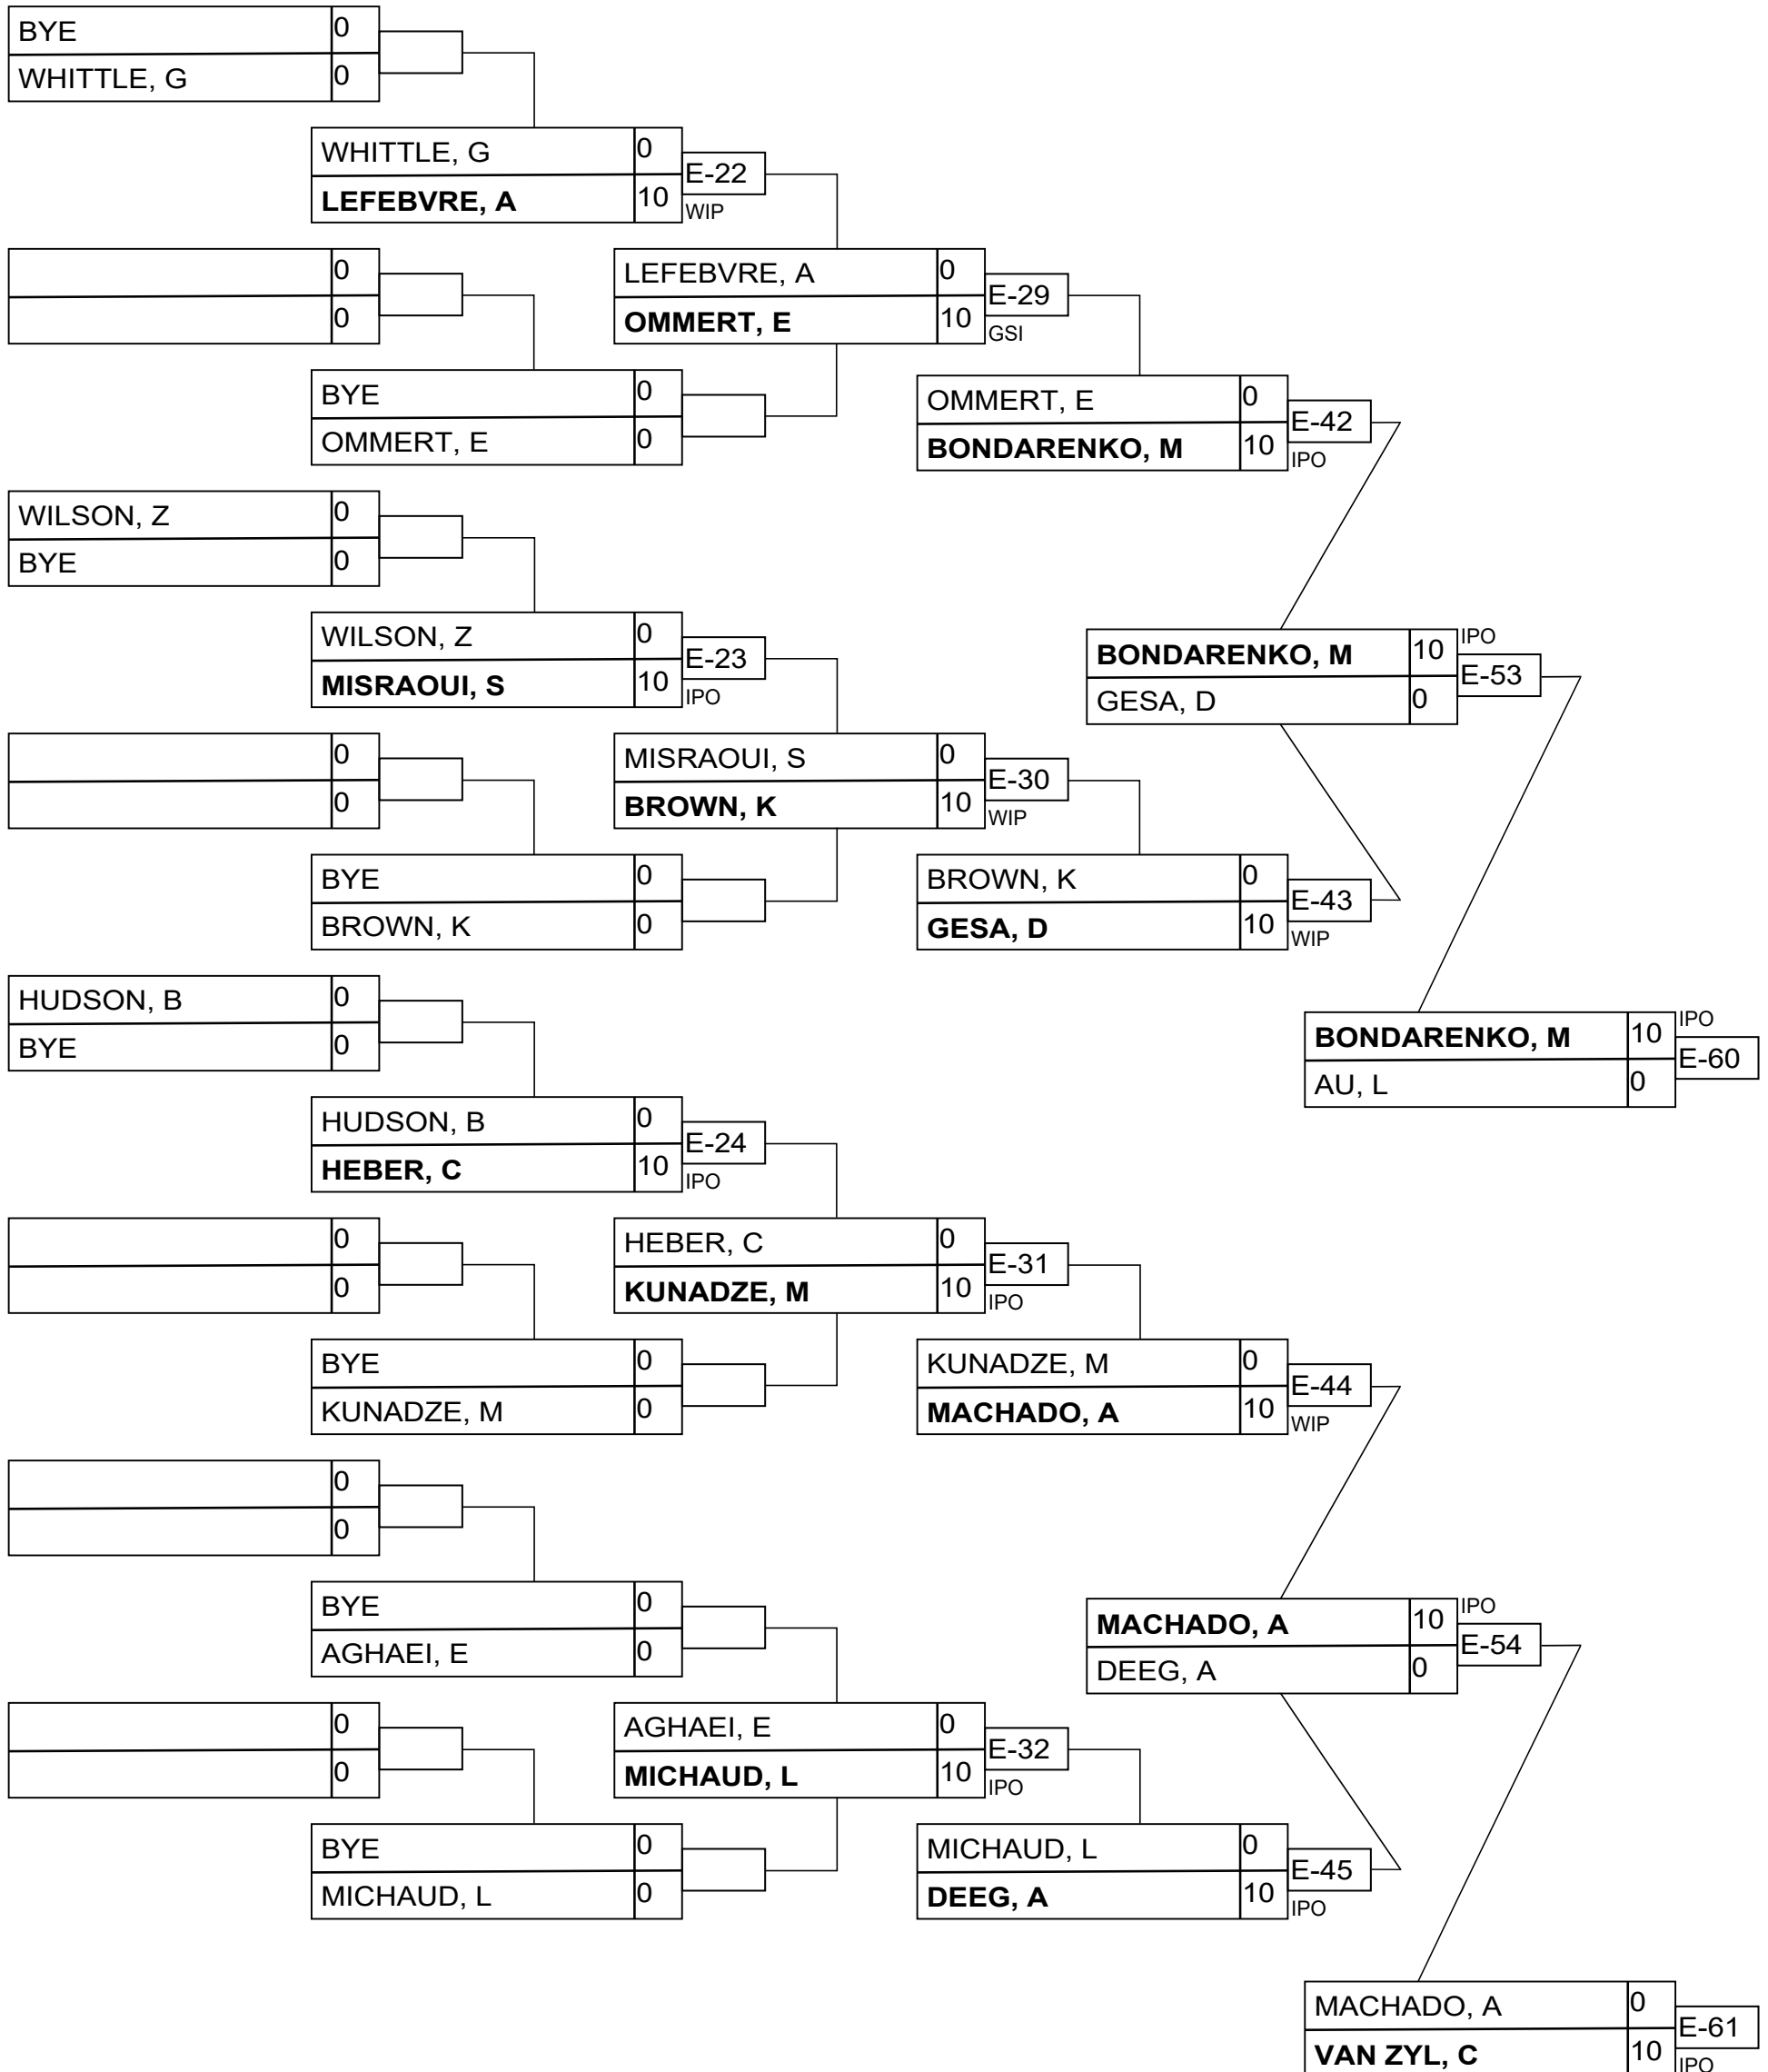 BYE 0
WHITTLE, G 0
WHITTLE, G 0
E-22
LEFEBVRE, A 10
WIP
0
0
LEFEBVRE, A 0
E-29
OMMERT, E 10
GSI
BYE 0
OMMERT, E 0
OMMERT, E 0
E-42
BONDARENKO, M 10
IPO
WILSON, Z 0
BYE 0
WILSON, Z 0
E-23
MISRAOUI, S 10
IPO
BONDARENKO, M 10
IPO
E-53
GESA, D 0
0
0
MISRAOUI, S 0
E-30
BROWN, K 10
WIP
BYE 0
BROWN, K 0
BROWN, K 0
E-43
GESA, D 10
WIP
HUDSON, B 0
BYE 0
BONDARENKO, M 10
IPO
E-60
AU, L 0
HUDSON, B 0
E-24
HEBER, C 10
IPO
0
0
HEBER, C 0
E-31
KUNADZE, M 10
IPO
BYE 0
KUNADZE, M 0
KUNADZE, M 0
E-44
MACHADO, A 10
WIP
0
0
BYE 0
AGHAEI, E 0
MACHADO, A 10
IPO
E-54
DEEG, A 0
0
0
AGHAEI, E 0
E-32
MICHAUD, L 10
IPO
BYE 0
MICHAUD, L 0
MICHAUD, L 0
E-45
DEEG, A 10
IPO
MACHADO, A 0
E-61
VAN ZYL, C 10
IPO